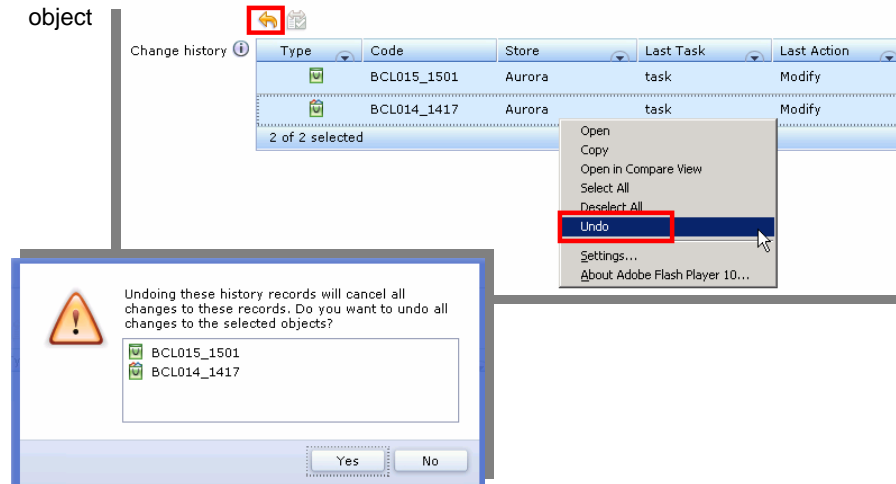 object
Change history
Type Code Store Last Task Last Action
BCL015_1501 Aurora task Modify
BCL014_1417 Aurora task Modify
2 of 2 selected
Open
Copy
Open in Compare View
Select All
Deselect All
Undo
Settings...
About Adobe Flash Player 10...
Undoing these history records will cancel all
changes to these records. Do you want to undo all
changes to the selected objects?
BCL015_1501
BCL014_1417
Yes No